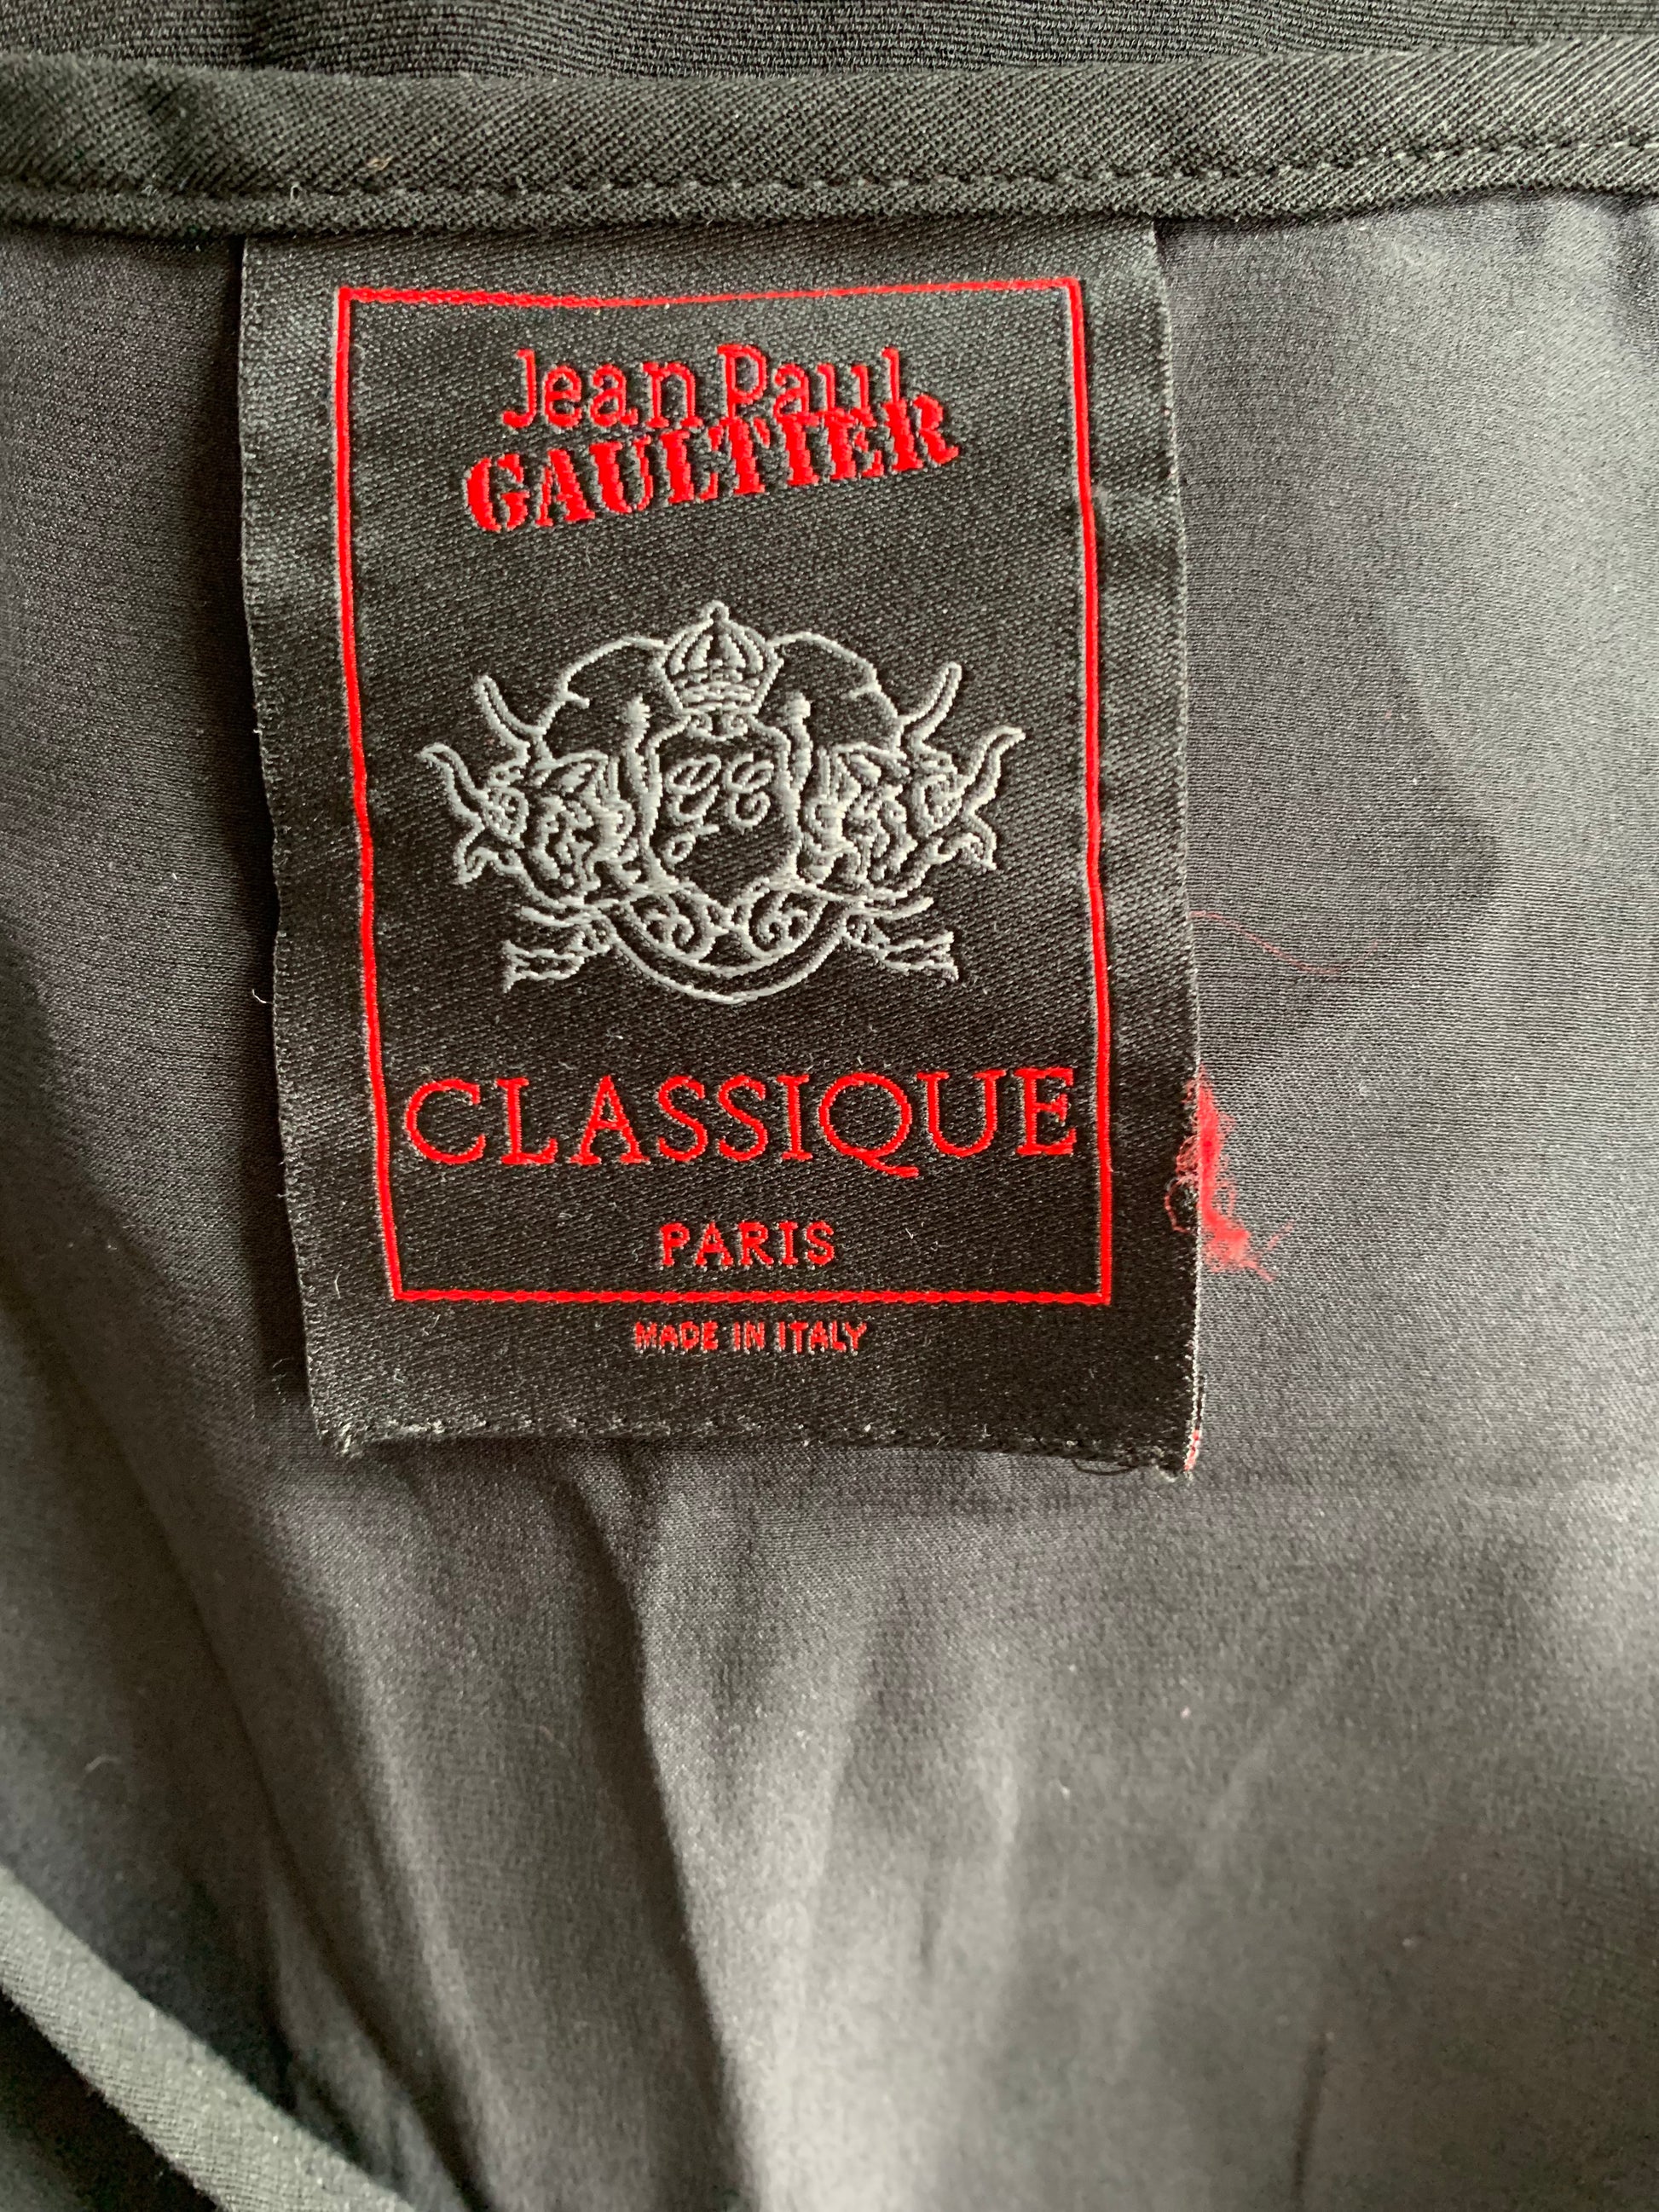 Jean Paul
GAULTIER
CLASSIQUE
PARIS
MADE IN ITALY